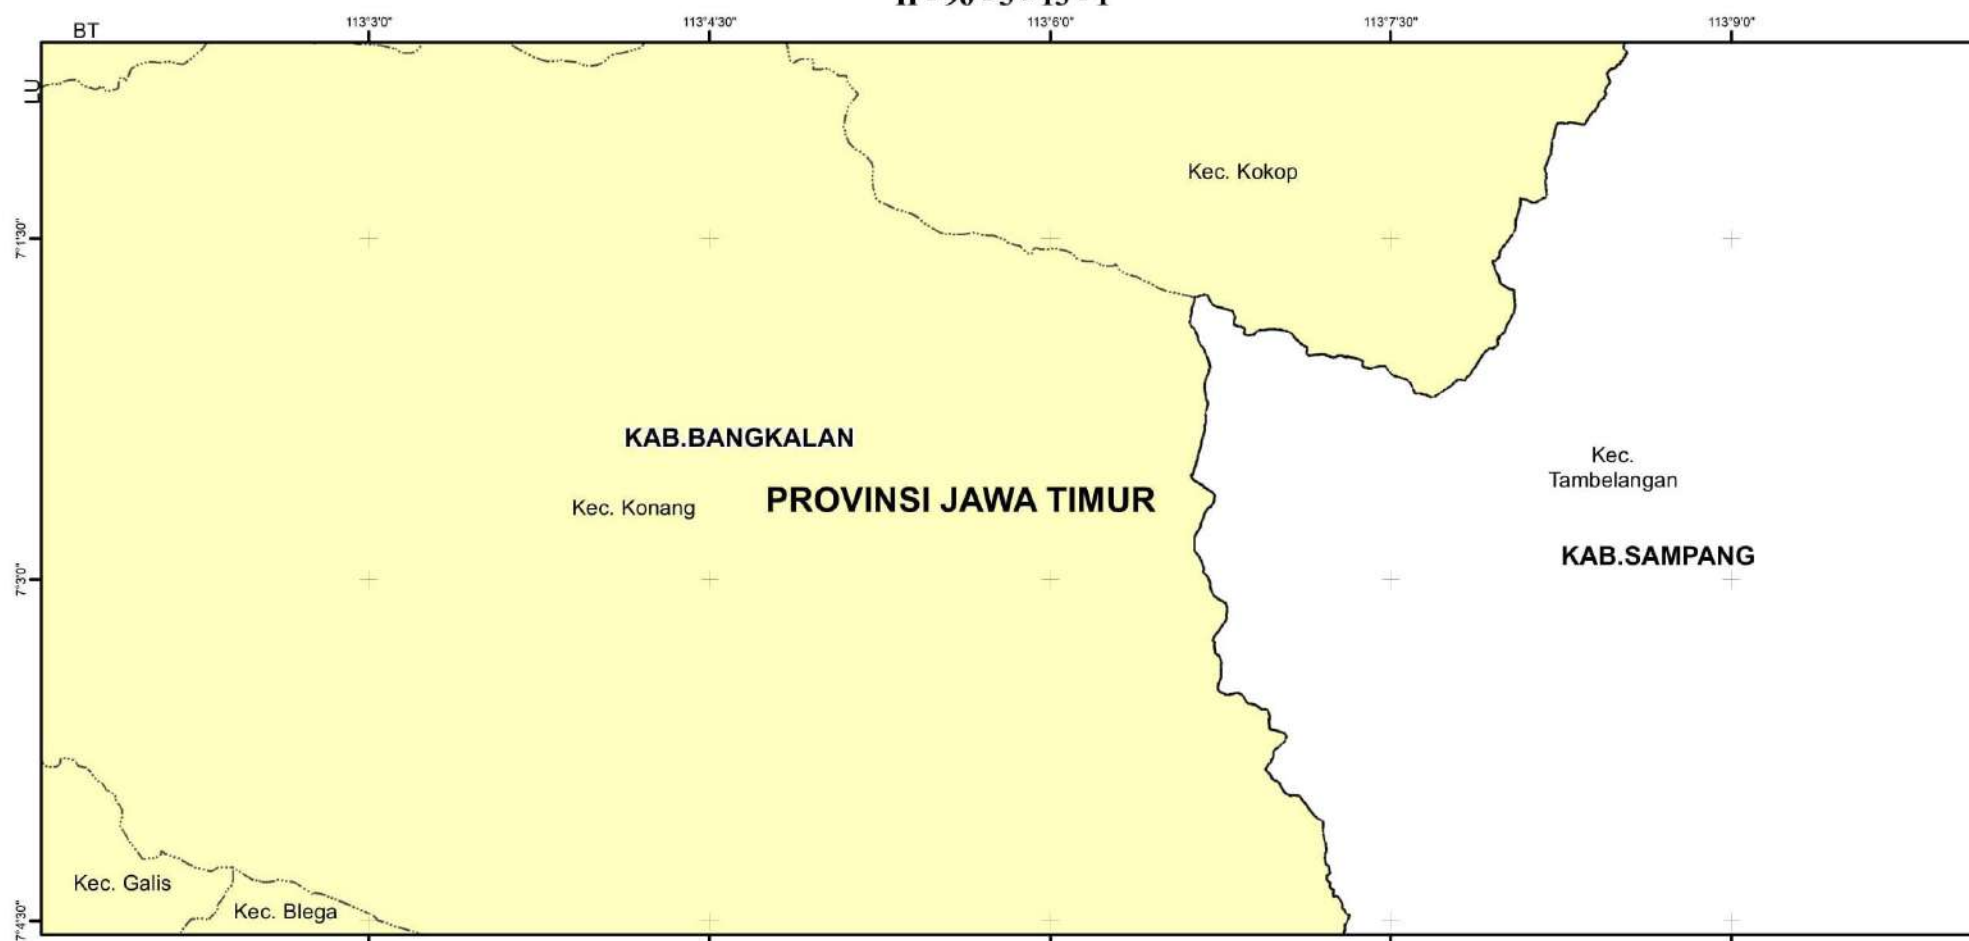 BT
113°3'0"
113°4'30"
113°6'0"
113°7'30"
113°9'0"
LU
Kec. Kokop
7°1'30"
KAB.BANGKALAN
Kec.
Tambelangan
Kec. Konang
PROVINSI JAWA TIMUR
KAB.SAMPANG
7°3'0"
Kec. Galis
Kec. Blega
7°4'30"